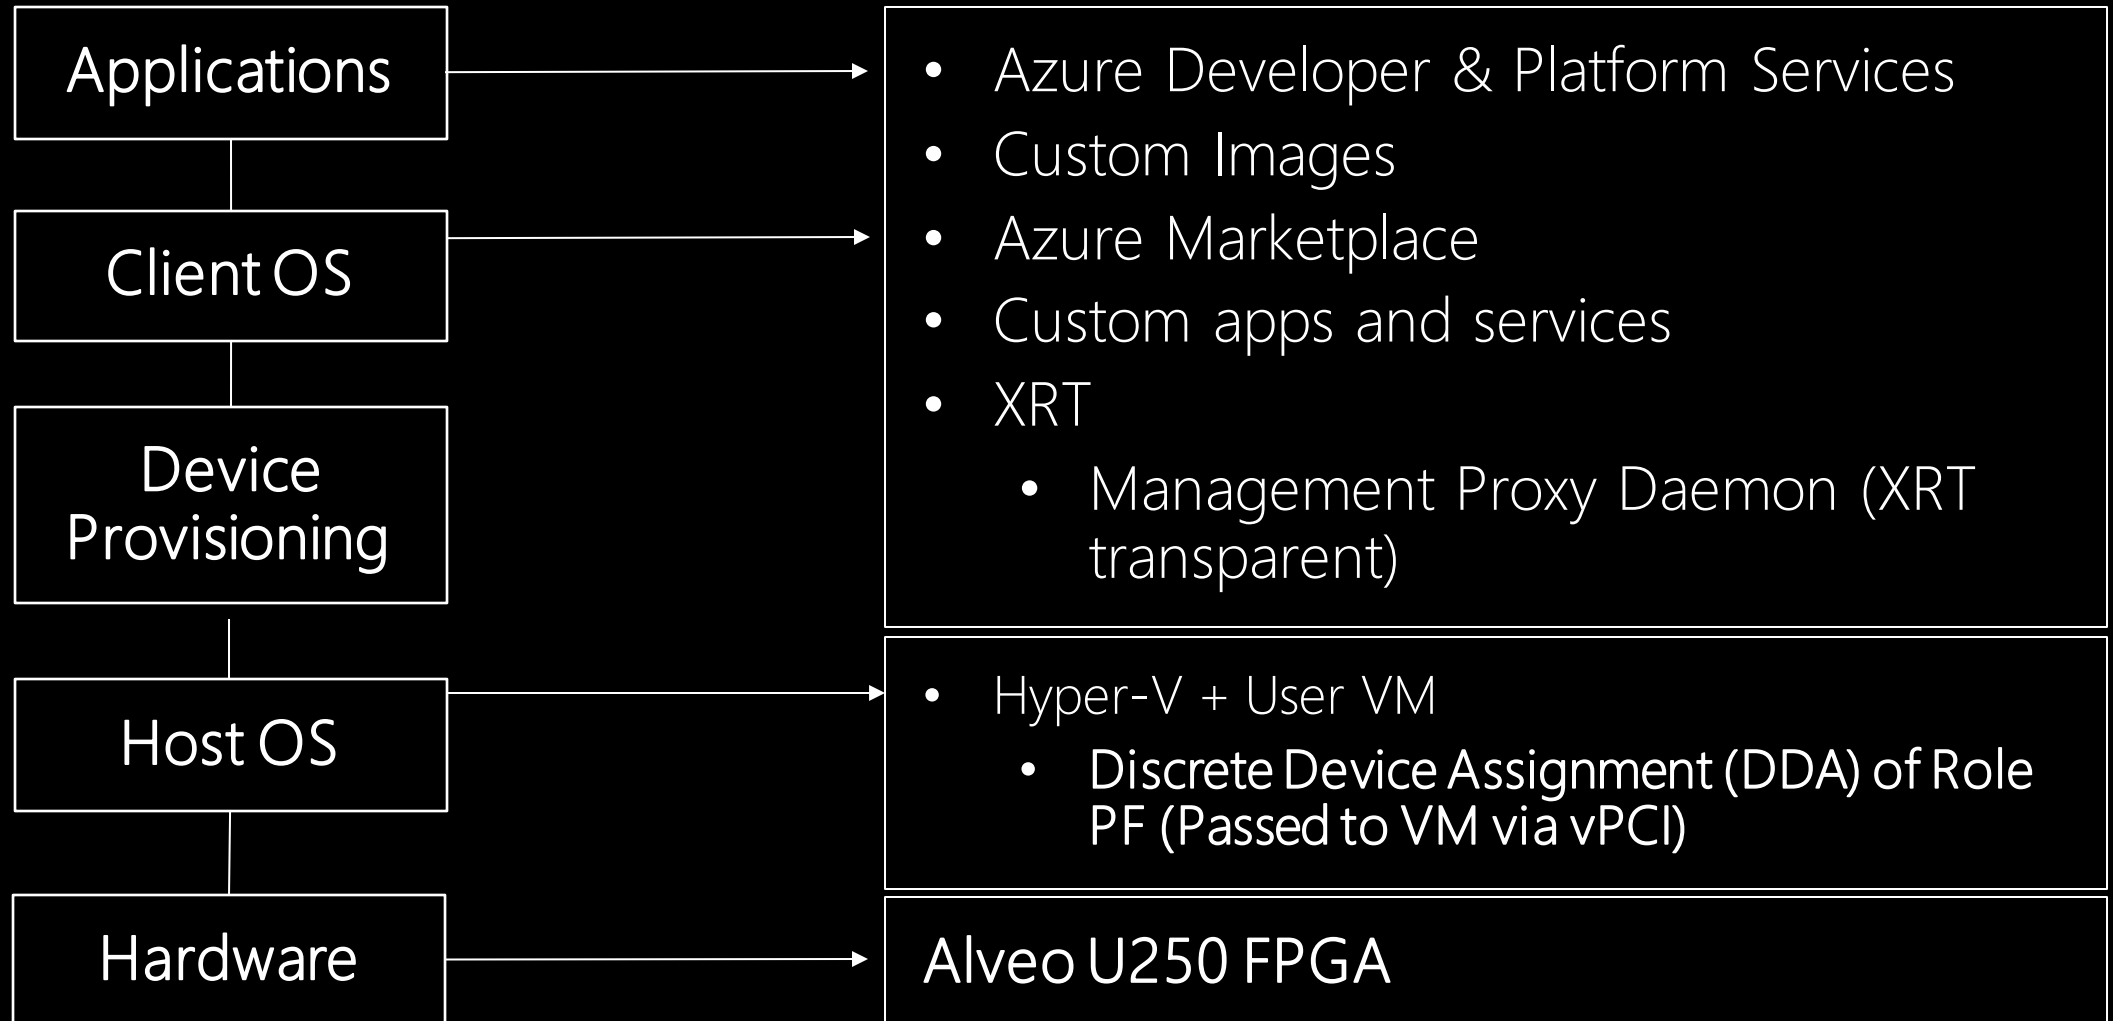 Applications
Client OS
Device
Provisioning
Host OS
Hardware
• Azure Developer & Platform Services
• Custom Images
• Azure Marketplace
• Custom apps and services
• XRT
• Management Proxy Daemon (XRT
transparent)
• Hyper-V + User VM
• Discrete Device Assignment (DDA) of Role
PF (Passed to VM via vPCI)
Alveo U250 FPGA